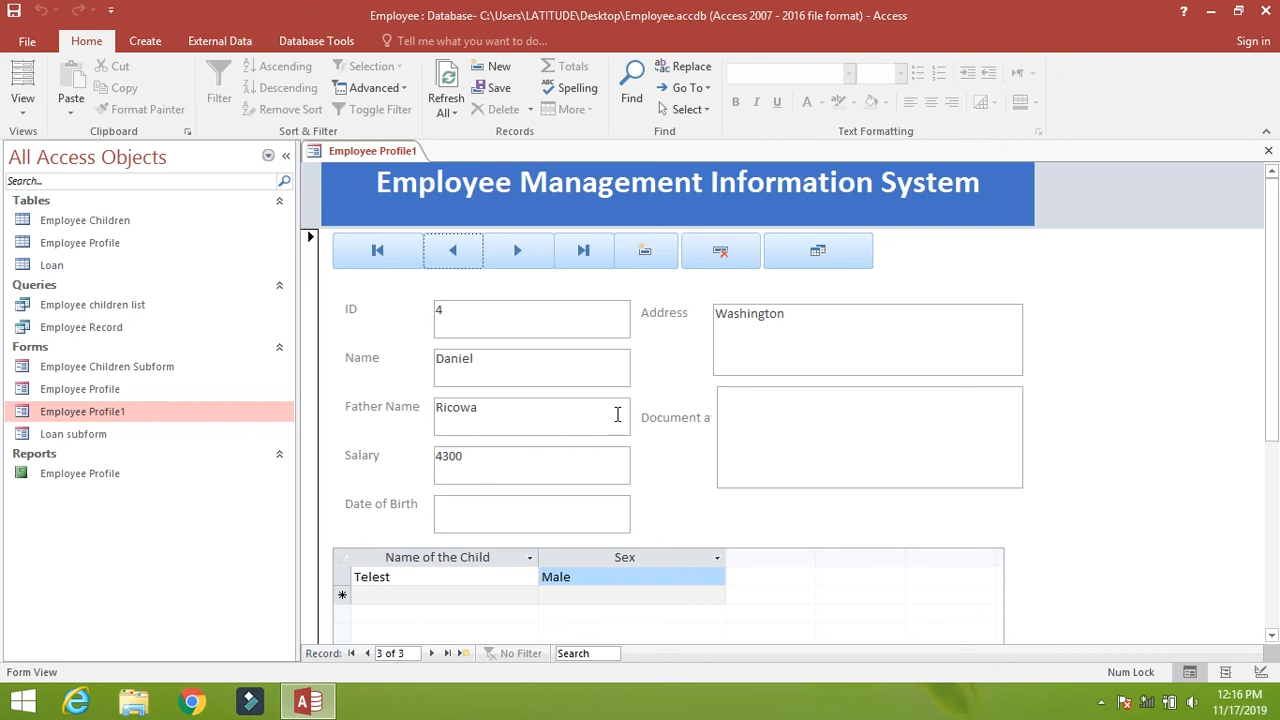 Employee : Database- C:\Users\LATITUDE\Desktop\Employee.accdb (Access 2007 - 2016 file format) - Access
?
File Home Create External Data Database Tools Tell me what you want to do... Sign in
View
Views
Paste
Cut
Copy
Format Painter
Clipboard
Filter
Ascending
Descending
Remove Sort
Selection
Advanced
Toggle Filter
Sort & Filter
Refresh
All
New
Save
Delete
Totals
Spelling
More
Records
Find
Replace
Go To
Select
Find
B I U A
Text Formatting
All Access Objects
Search...
Tables
Employee Children
Employee Profile
Loan
Queries
Employee children list
Employee Record
Forms
Employee Children Subform
Employee Profile
Employee Profile1
Loan subform
Reports
Employee Profile
Employee Profile1
Employee Management Information System
ID 4
Name Daniel
Father Name Ricowa
Salary 4300
Date of Birth
Address Washington
Document a
Name of the Child Sex
Telest Male
Record: 3 of 3 No Filter Search
Form View Num Lock
12:16 PM
11/17/2019